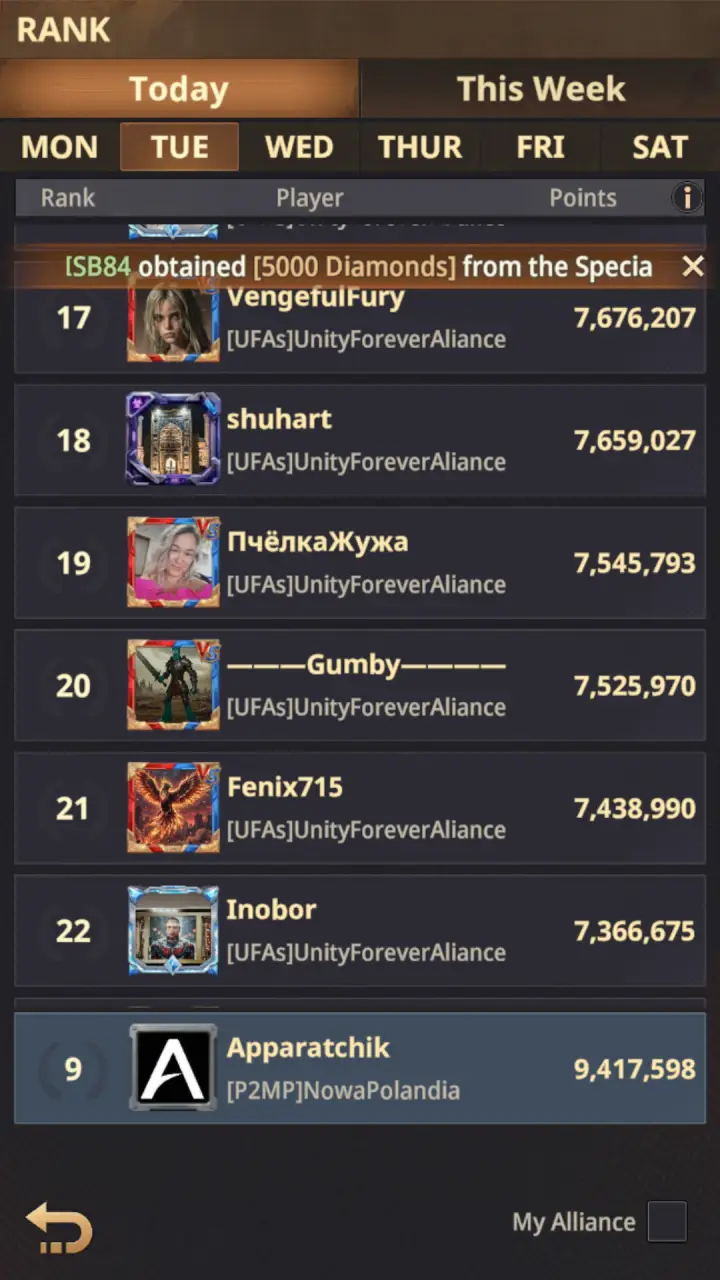 RANK
Today This Week
MON TUE WED THUR FRI SAT
Rank Player Points
[SB84 obtained [5000 Diamonds] from the Specia
17 VengefulFury 7,676,207
[UFAs]UnityForeverAliance
18 shuhart 7,659,027
[UFAs]UnityForeverAliance
19 ПчёлкаЖужа 7,545,793
[UFAs]UnityForeverAliance
20 ———Gumby———— 7,525,970
[UFAs]UnityForeverAliance
21 Fenix715 7,438,990
[UFAs]UnityForeverAliance
22 Inobor 7,366,675
[UFAs]UnityForeverAliance
9 Apparatchik 9,417,598
[P2MP]NowaPolandia
My Alliance